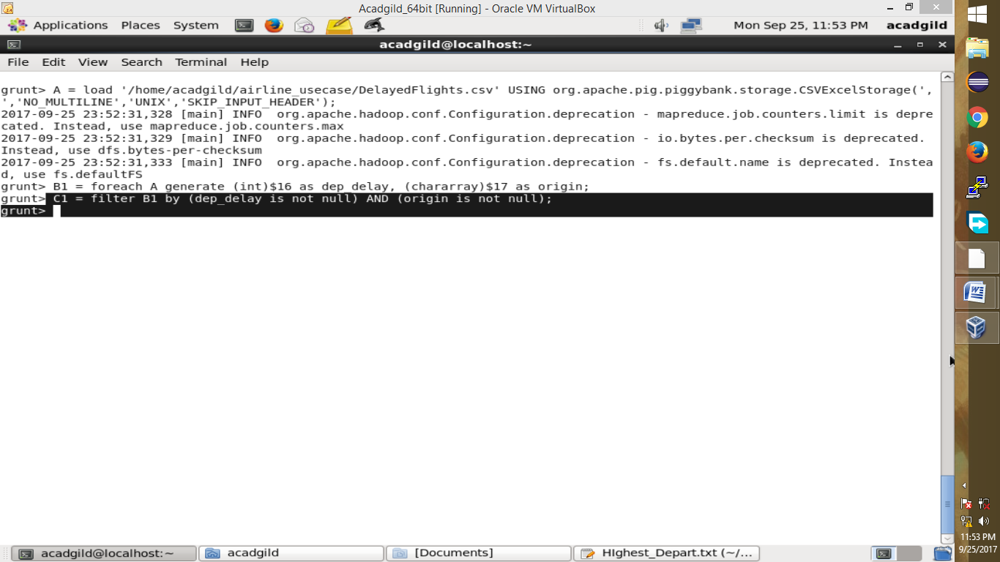 Acadgild_64bit [Running] - Oracle VM VirtualBox
Applications Places System Mon Sep 25, 11:53 PM acadgild
acadgild@localhost:~
File Edit View Search Terminal Help
grunt> A = load '/home/acadgild/airline_usecase/DelayedFlights.csv' USING org.apache.pig.piggybank.storage.CSVExcelStorage(',
','NO_MULTILINE','UNIX','SKIP_INPUT_HEADER');
2017-09-25 23:52:31,328 [main] INFO  org.apache.hadoop.conf.Configuration.deprecation - mapreduce.job.counters.limit is depre
cated. Instead, use mapreduce.job.counters.max
2017-09-25 23:52:31,329 [main] INFO  org.apache.hadoop.conf.Configuration.deprecation - io.bytes.per.checksum is deprecated.
Instead, use dfs.bytes-per-checksum
2017-09-25 23:52:31,333 [main] INFO  org.apache.hadoop.conf.Configuration.deprecation - fs.default.name is deprecated. Instea
d, use fs.defaultFS
grunt> B1 = foreach A generate (int)$16 as dep_delay, (chararray)$17 as origin;
grunt> C1 = filter B1 by (dep_delay is not null) AND (origin is not null);
grunt>
acadgild@localhost:~ acadgild [Documents] HIghest_Depart.txt (~/...
11:53 PM
9/25/2017